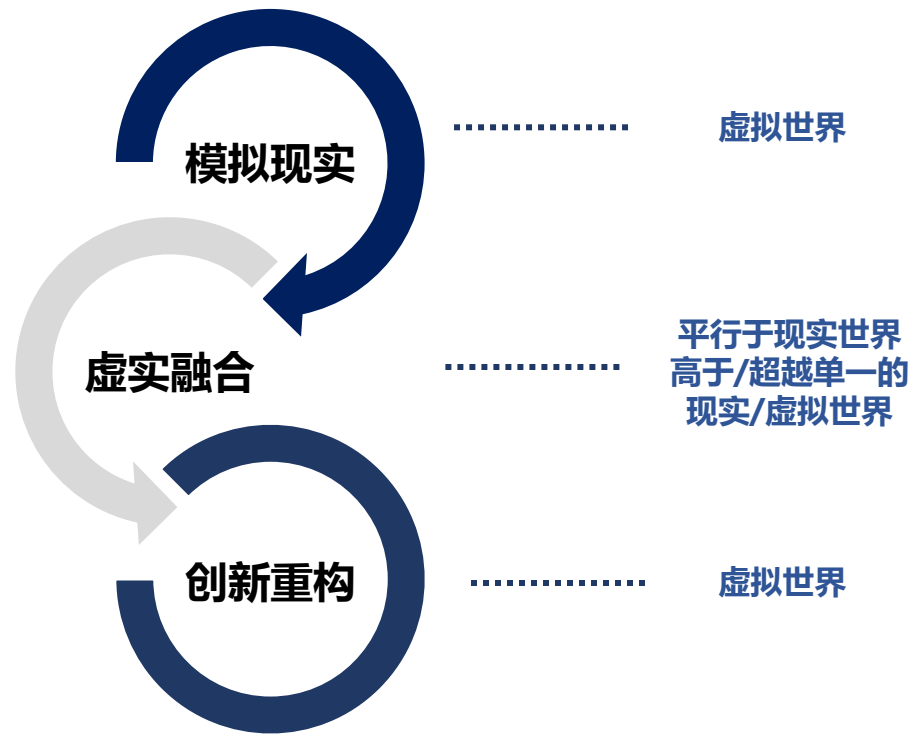 模拟现实
虚拟世界
虚实融合
平行于现实世界
高于/超越单一的
现实/虚拟世界
创新重构
虚拟世界